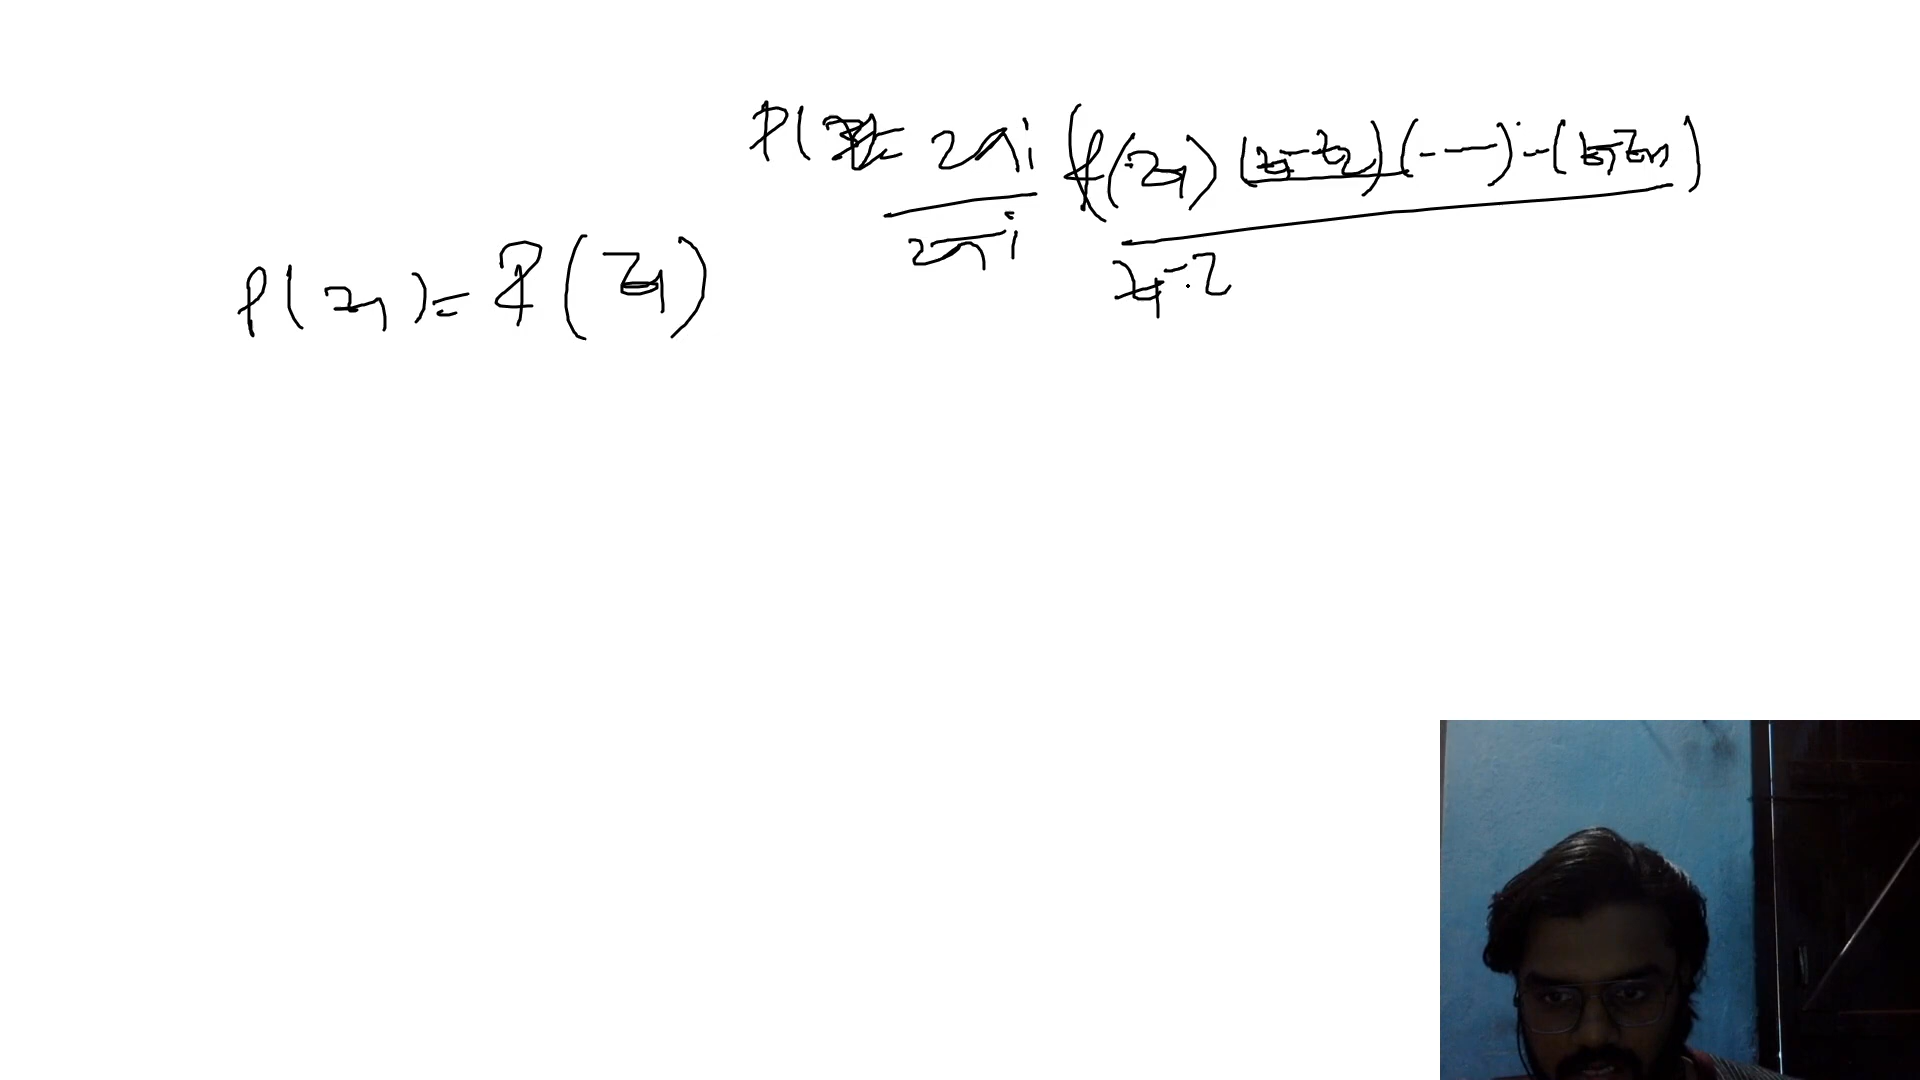 P(z) = 2πi (f(z₁) (z₁-z₂)(- —)·-(z₁-zₙ)
2πi
z₁-z
P(z₁) = f(z₁)